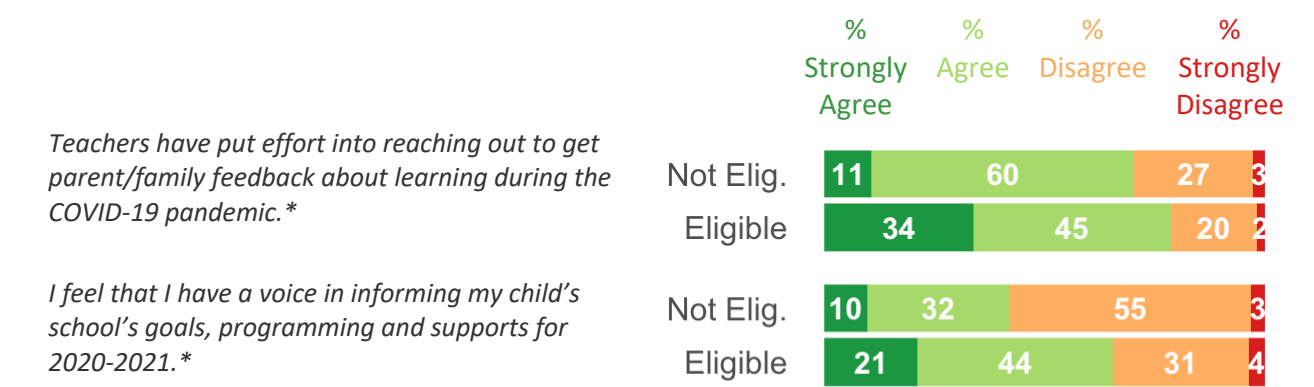 % % % %
Strongly Agree Disagree Strongly
Agree Disagree
Teachers have put effort into reaching out to get
parent/family feedback about learning during the
COVID-19 pandemic.*
Not Elig. 11 60 27 3
Eligible 34 45 20 2
I feel that I have a voice in informing my child’s
school’s goals, programming and supports for
2020-2021.*
Not Elig. 10 32 55 3
Eligible 21 44 31 4